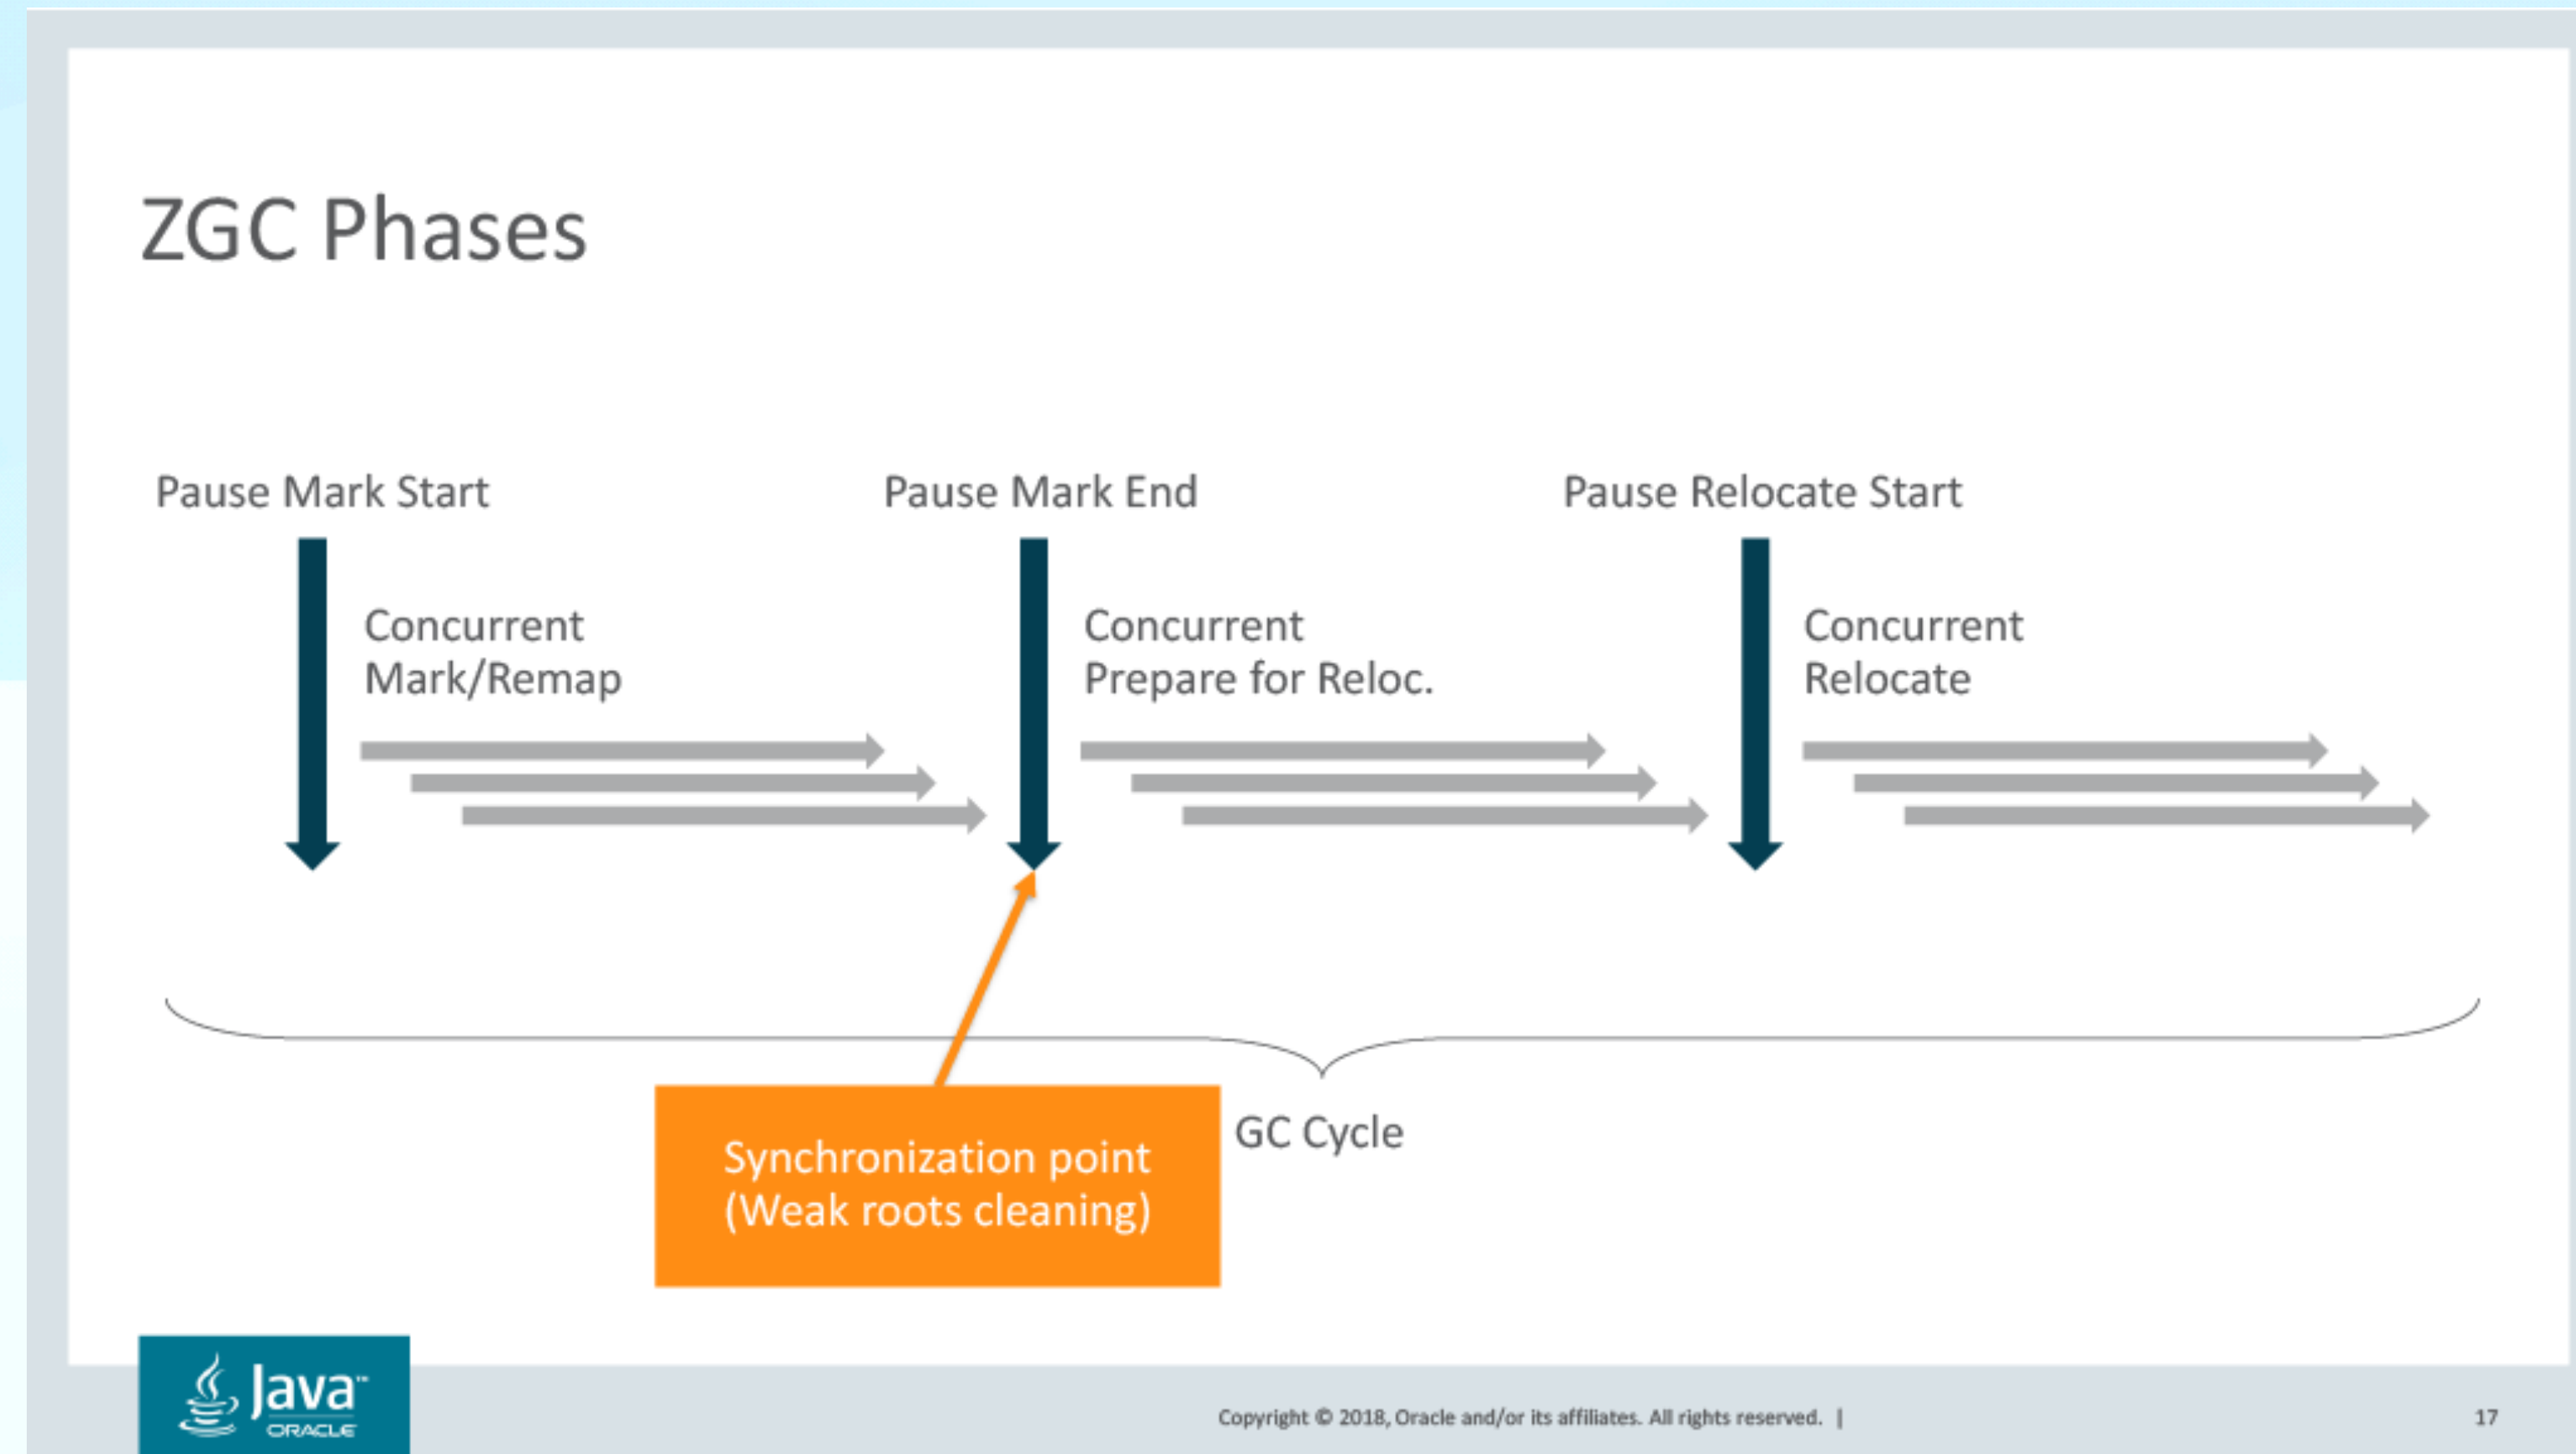 ZGC Phases
Pause Mark Start
Pause Mark End
Pause Relocate Start
Concurrent
Mark/Remap
Concurrent
Prepare for Reloc.
Concurrent
Relocate
GC Cycle
Synchronization point
(Weak roots cleaning)
Java™
ORACLE
Copyright © 2018, Oracle and/or its affiliates. All rights reserved. |
17